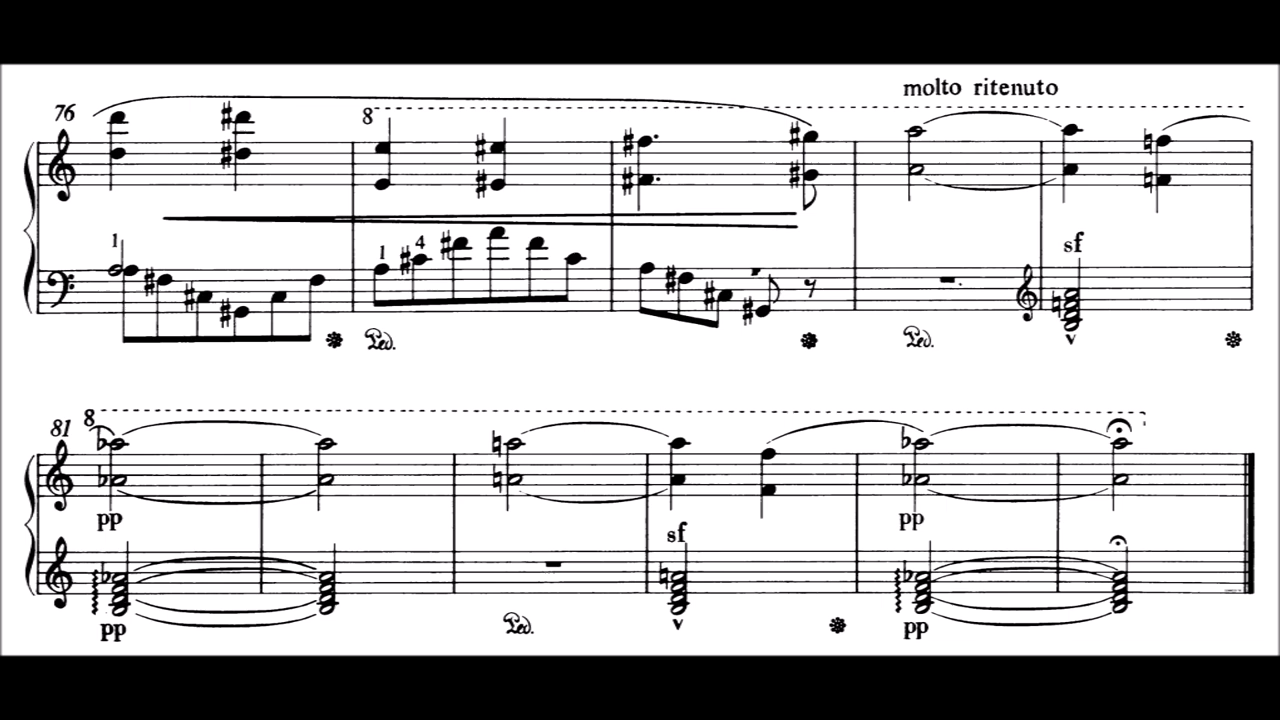 molto ritenuto
76
8
1
1 4
sf
Ped. Ped.
81 8
pp pp
sf
Ped.
pp pp